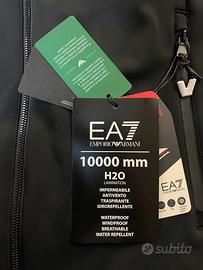 EA7
EMPORIO ARMANI
10000 mm
H2O
LAMINATION
IMPERMEABILE
ANTIVENTO
TRASPIRANTE
IDROREPELLENTE
WATERPROOF
WINDPROOF
BREATHABLE
WATER REPELLENT
EA7
subito